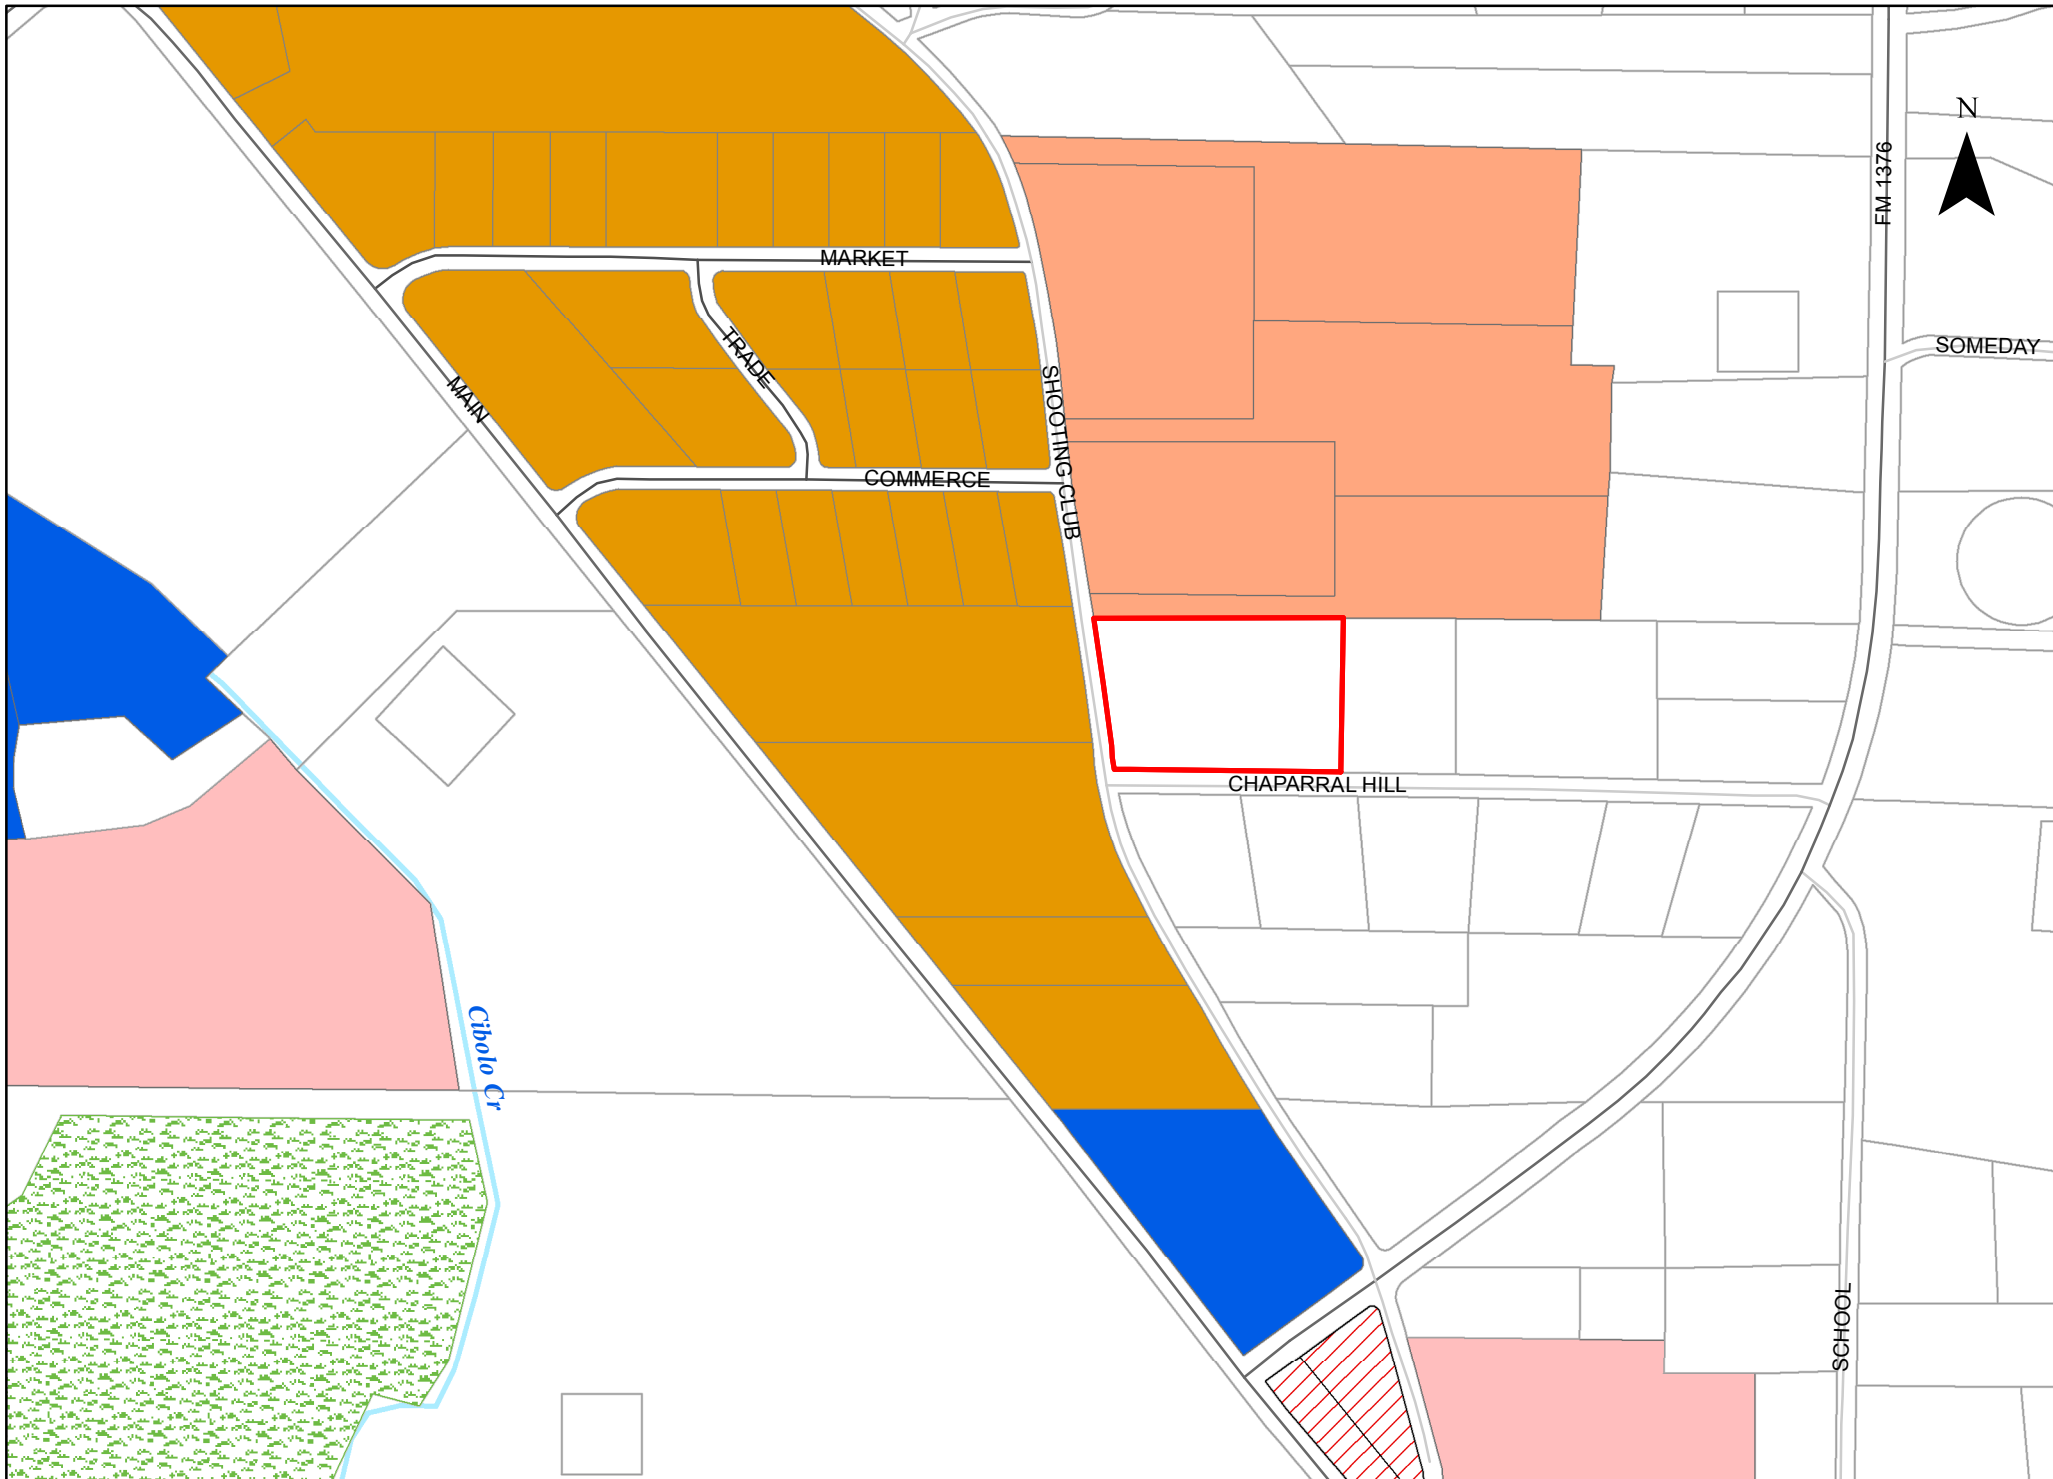 N
FM 1376
MARKET
SOMEDAY
TRADE
MAIN
SHOOTING CLUB
COMMERCE
CHAPARRAL HILL
Cibolo Cr
SCHOOL